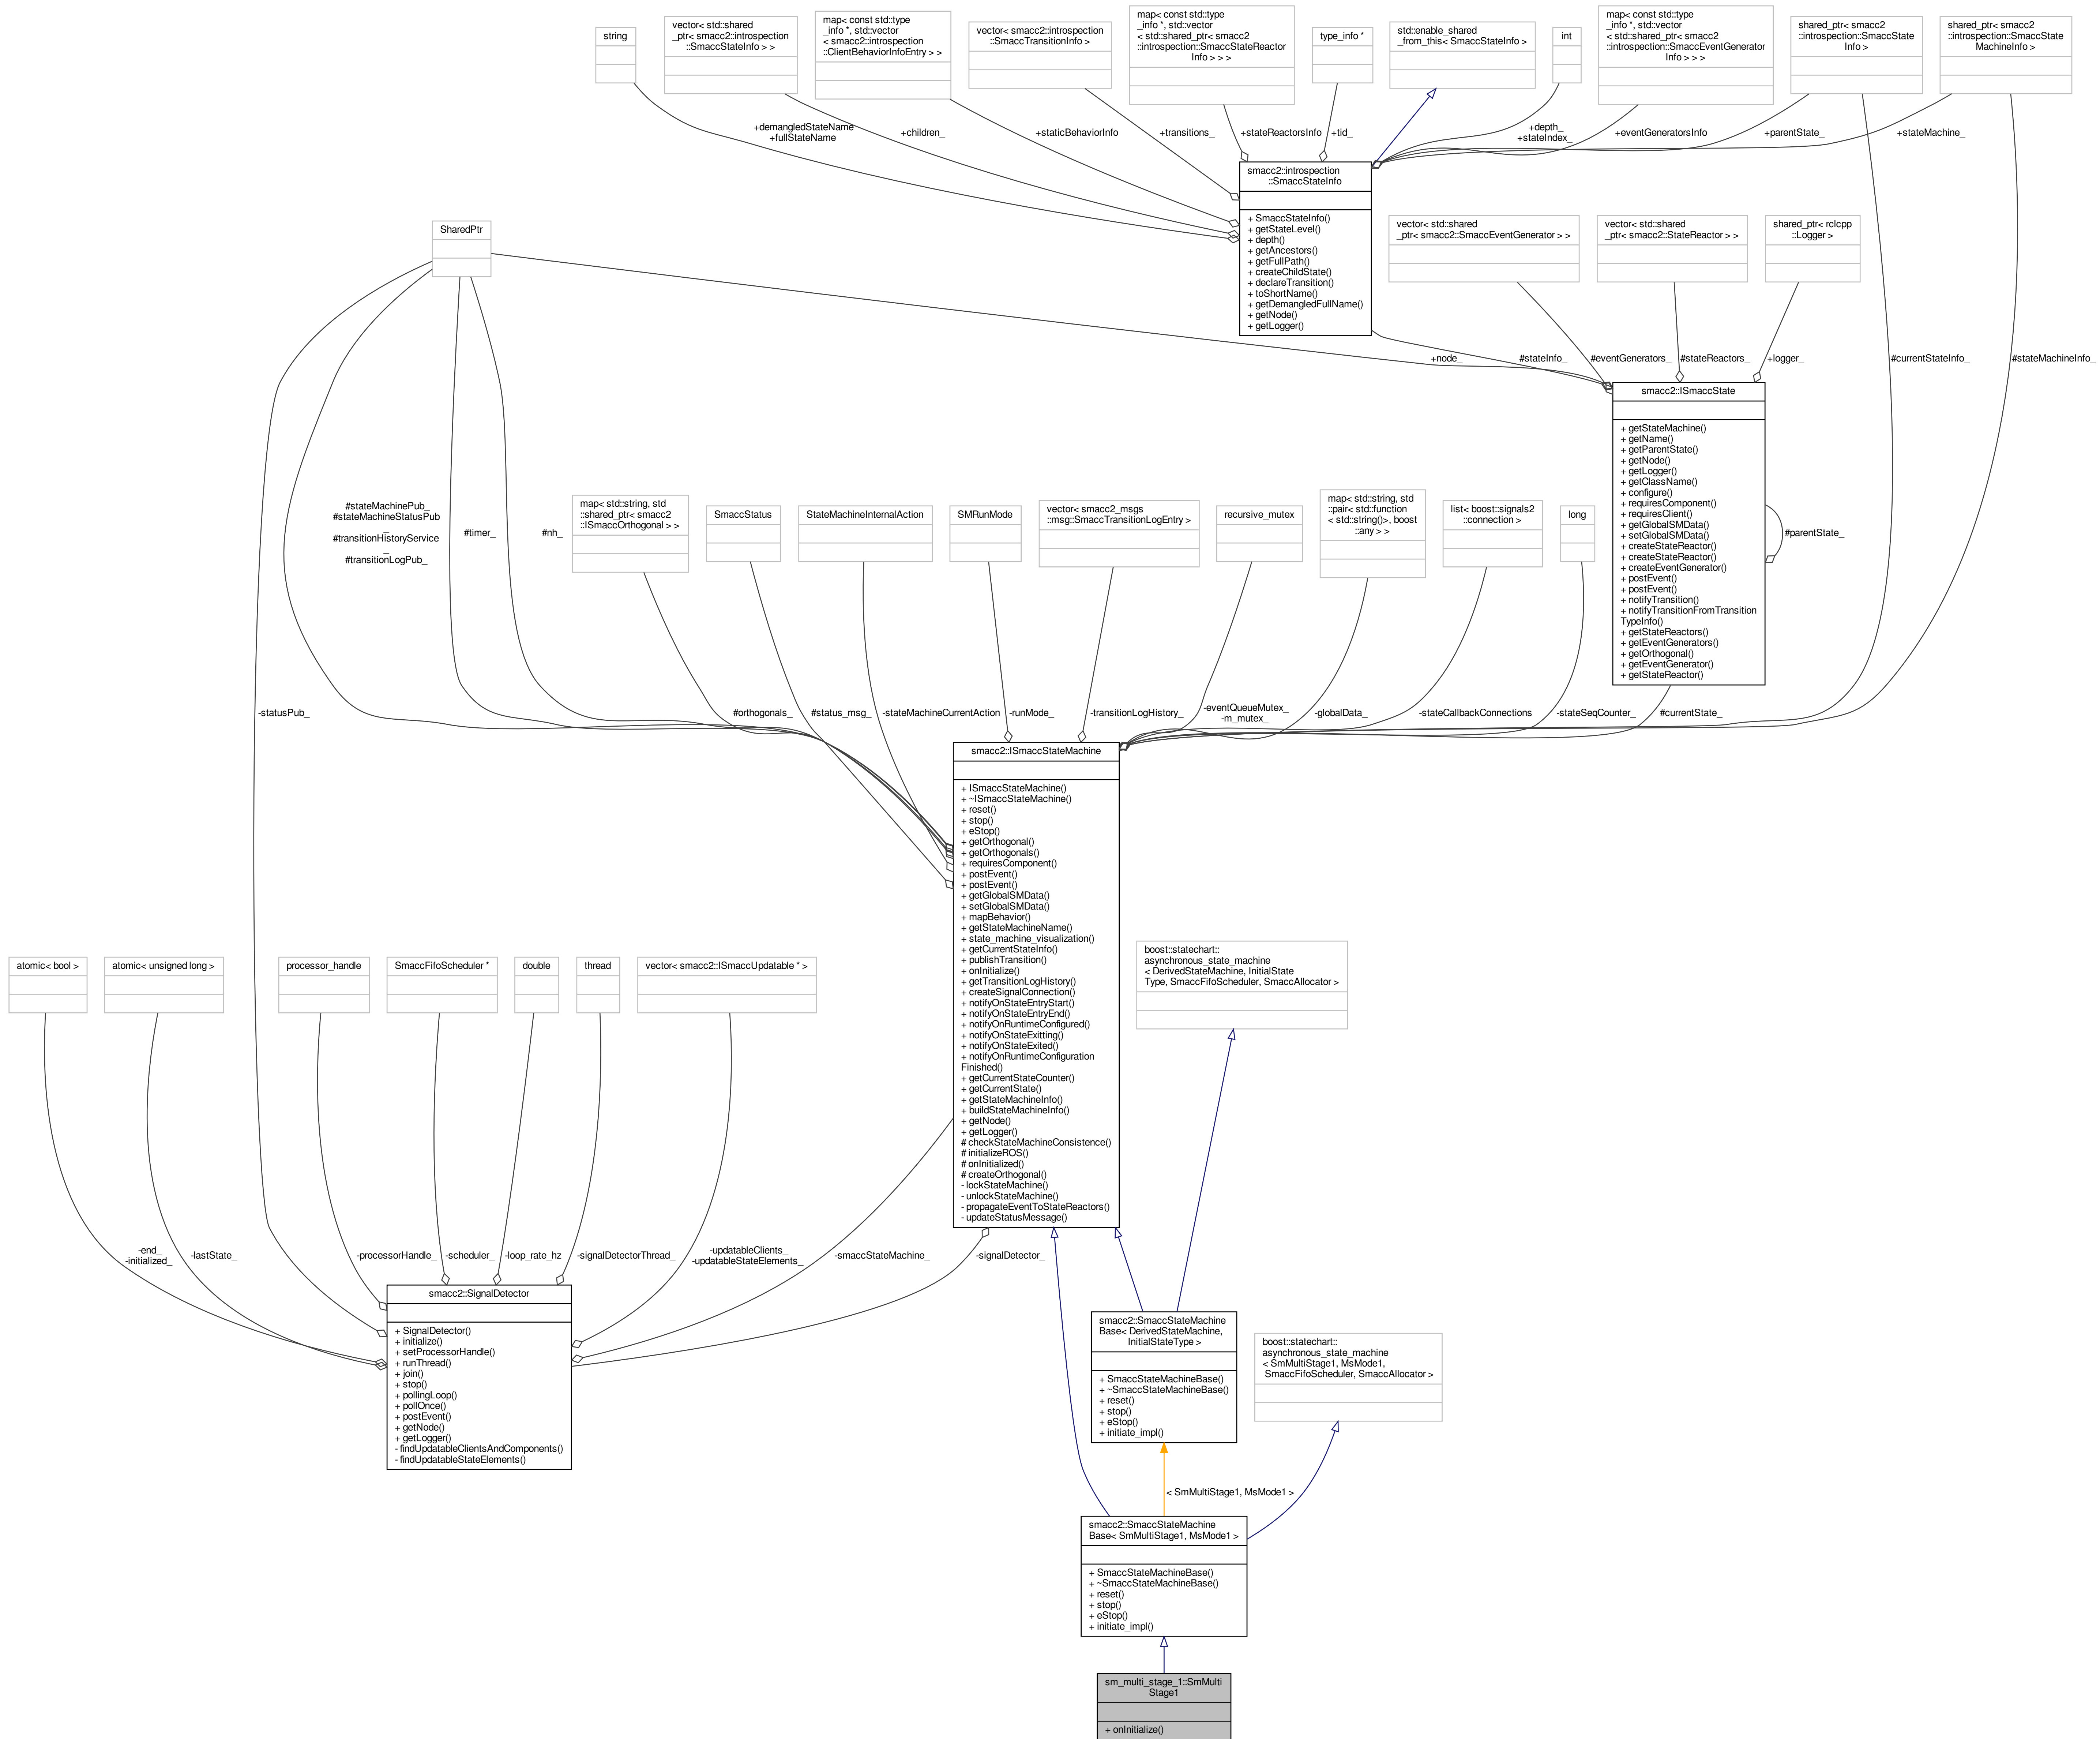 string
vector< std::shared
_ptr< smacc2::introspection
::SmaccStateInfo > >
map< const std::type
_info *, std::vector
< smacc2::introspection
::ClientBehaviorInfoEntry > >
vector< smacc2::introspection
::SmaccTransitionInfo >
map< const std::type
_info *, std::vector
< std::shared_ptr< smacc2
::introspection::SmaccStateReactor
Info > > >
type_info *
std::enable_shared
_from_this< SmaccStateInfo >
int
map< const std::type
_info *, std::vector
< std::shared_ptr< smacc2
::introspection::SmaccEventGenerator
Info > > >
shared_ptr< smacc2
::introspection::SmaccState
Info >
shared_ptr< smacc2
::introspection::SmaccState
MachineInfo >
+demangledStateName
+fullStateName
+children_
+staticBehaviorInfo
+transitions_
+stateReactorsInfo
+tid_
+depth_
+stateIndex_
+eventGeneratorsInfo
+parentState_
+stateMachine_
smacc2::introspection
::SmaccStateInfo
+ SmaccStateInfo()
+ getStateLevel()
+ depth()
+ getAncestors()
+ getFullPath()
+ createChildState()
+ declareTransition()
+ toShortName()
+ getDemangledFullName()
+ getNode()
+ getLogger()
SharedPtr
vector< std::shared
_ptr< smacc2::SmaccEventGenerator > >
vector< std::shared
_ptr< smacc2::StateReactor > >
shared_ptr< rclcpp
::Logger >
+node_
#stateInfo_
#eventGenerators_
#stateReactors_
+logger_
#currentStateInfo_
#stateMachineInfo_
smacc2::ISmaccState
+ getStateMachine()
+ getName()
+ getParentState()
+ getNode()
+ getLogger()
+ getClassName()
+ configure()
+ requiresComponent()
+ requiresClient()
+ getGlobalSMData()
+ setGlobalSMData()
+ createStateReactor()
+ createStateReactor()
+ createEventGenerator()
+ postEvent()
+ postEvent()
+ notifyTransition()
+ notifyTransitionFromTransition
TypeInfo()
+ getStateReactors()
+ getEventGenerators()
+ getOrthogonal()
+ getEventGenerator()
+ getStateReactor()
#parentState_
#stateMachinePub_
#stateMachineStatusPub
_
#transitionHistoryService
_
#transitionLogPub_
#timer_
#nh_
map< std::string, std
::shared_ptr< smacc2
::ISmaccOrthogonal > >
SmaccStatus
StateMachineInternalAction
SMRunMode
vector< smacc2_msgs
::msg::SmaccTransitionLogEntry >
recursive_mutex
map< std::string, std
::pair< std::function
< std::string()>, boost
::any > >
list< boost::signals2
::connection >
long
-statusPub_
#orthogonals_
#status_msg_
-stateMachineCurrentAction
-runMode_
-transitionLogHistory_
-eventQueueMutex_
-m_mutex_
-globalData_
-stateCallbackConnections
-stateSeqCounter_
#currentState_
smacc2::ISmaccStateMachine
+ ISmaccStateMachine()
+ ~ISmaccStateMachine()
+ reset()
+ stop()
+ eStop()
+ getOrthogonal()
+ getOrthogonals()
+ requiresComponent()
+ postEvent()
+ postEvent()
+ getGlobalSMData()
+ setGlobalSMData()
+ mapBehavior()
+ getStateMachineName()
+ state_machine_visualization()
+ getCurrentStateInfo()
+ publishTransition()
+ onInitialize()
+ getTransitionLogHistory()
+ createSignalConnection()
+ notifyOnStateEntryStart()
+ notifyOnStateEntryEnd()
+ notifyOnRuntimeConfigured()
+ notifyOnStateExitting()
+ notifyOnStateExited()
+ notifyOnRuntimeConfiguration
Finished()
+ getCurrentStateCounter()
+ getCurrentState()
+ getStateMachineInfo()
+ buildStateMachineInfo()
+ getNode()
+ getLogger()
# checkStateMachineConsistence()
# initializeROS()
# onInitialized()
# createOrthogonal()
- lockStateMachine()
- unlockStateMachine()
- propagateEventToStateReactors()
- updateStatusMessage()
atomic< bool >
atomic< unsigned long >
processor_handle
SmaccFifoScheduler *
double
thread
vector< smacc2::ISmaccUpdatable * >
boost::statechart::
asynchronous_state_machine
< DerivedStateMachine, InitialState
Type, SmaccFifoScheduler, SmaccAllocator >
-end_
-initialized_
-lastState_
-processorHandle_
-scheduler_
-loop_rate_hz
-signalDetectorThread_
-updatableClients_
-updatableStateElements_
-smaccStateMachine_
-signalDetector_
smacc2::SignalDetector
+ SignalDetector()
+ initialize()
+ setProcessorHandle()
+ runThread()
+ join()
+ stop()
+ pollingLoop()
+ pollOnce()
+ postEvent()
+ getNode()
+ getLogger()
- findUpdatableClientsAndComponents()
- findUpdatableStateElements()
smacc2::SmaccStateMachine
Base< DerivedStateMachine,
InitialStateType >
+ SmaccStateMachineBase()
+ ~SmaccStateMachineBase()
+ reset()
+ stop()
+ eStop()
+ initiate_impl()
boost::statechart::
asynchronous_state_machine
< SmMultiStage1, MsMode1,
SmaccFifoScheduler, SmaccAllocator >
< SmMultiStage1, MsMode1 >
smacc2::SmaccStateMachine
Base< SmMultiStage1, MsMode1 >
+ SmaccStateMachineBase()
+ ~SmaccStateMachineBase()
+ reset()
+ stop()
+ eStop()
+ initiate_impl()
sm_multi_stage_1::SmMulti
Stage1
+ onInitialize()